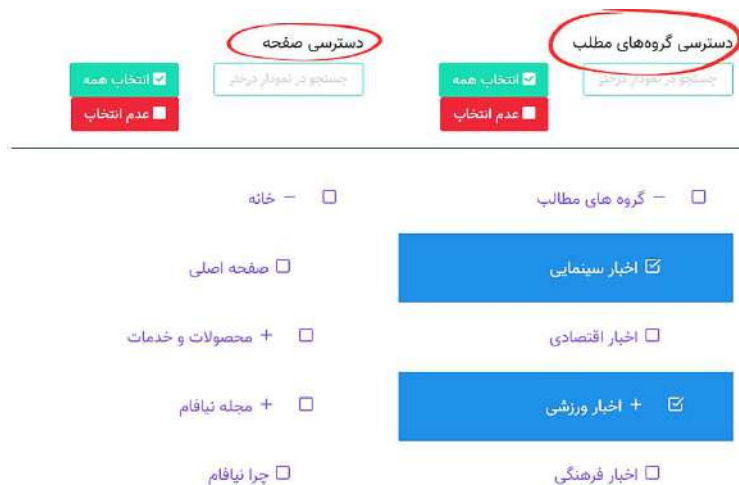 دسترسی گروه‌های مطلب
جستجو در نمودار درختی
انتخاب همه
عدم انتخاب
گروه های مطالب
اخبار سینمایی
اخبار اقتصادی
اخبار ورزشی
اخبار فرهنگی
دسترسی صفحه
جستجو در نمودار درختی
انتخاب همه
عدم انتخاب
خانه
صفحه اصلی
محصولات و خدمات
مجله نیافام
چرا نیافام